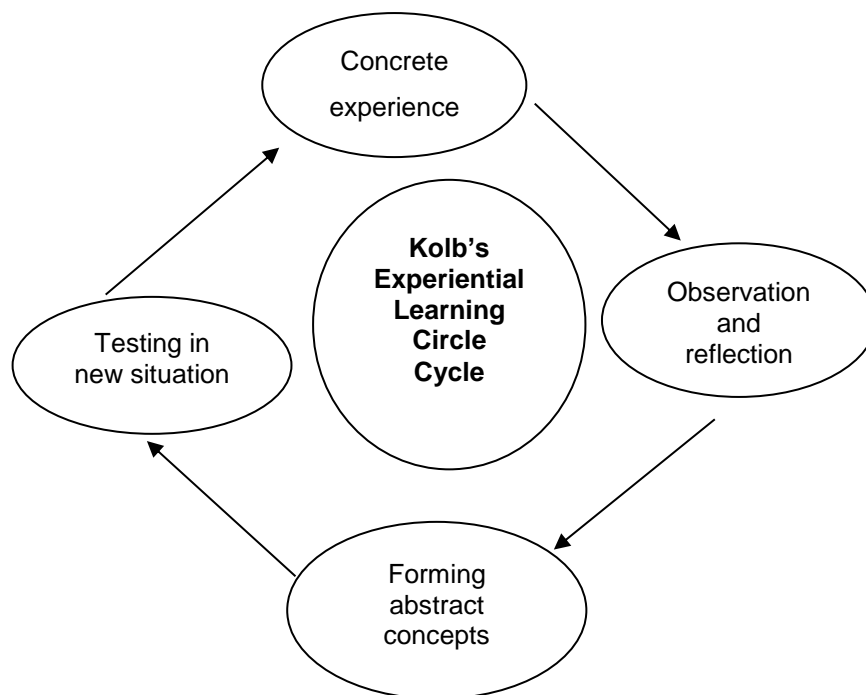 Concrete
experience
Kolb's
Experiential
Learning
Circle
Cycle
Observation
and
reflection
Testing in
new situation
Forming
abstract
concepts